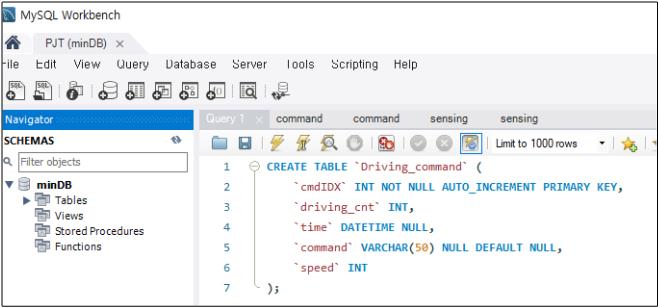 MySQL Workbench
PJT (minDB) ×
File Edit View Query Database Server Tools Scripting Help
Navigator
SCHEMAS
Filter objects
minDB
Tables
Views
Stored Procedures
Functions
Query 1 × command command sensing sensing
Limit to 1000 rows
1 CREATE TABLE `Driving_command` (
2 `cmdIDX` INT NOT NULL AUTO_INCREMENT PRIMARY KEY,
3 `driving_cnt` INT,
4 `time` DATETIME NULL,
5 `command` VARCHAR(50) NULL DEFAULT NULL,
6 `speed` INT
7 );